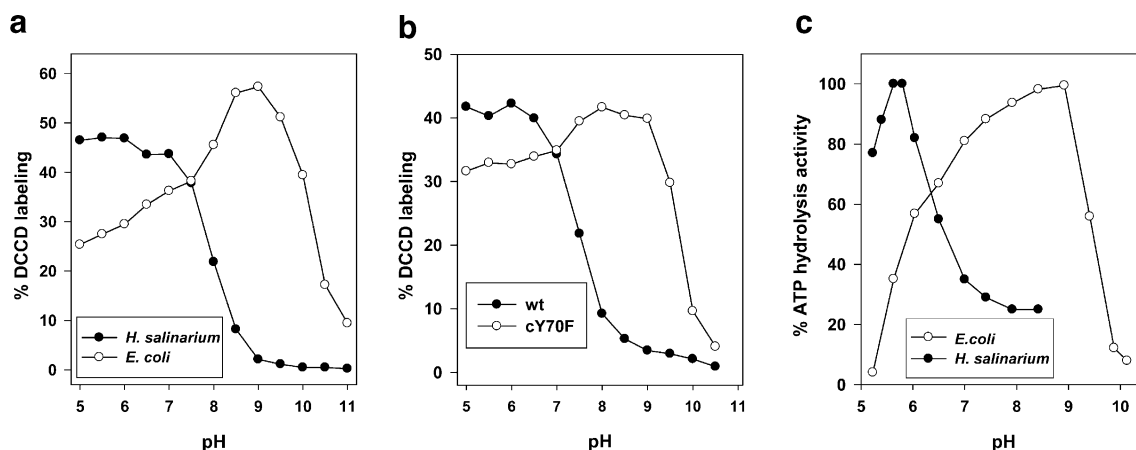 a
% DCCD labeling
60
50
40
30
20
10
0
H. salinarium
E. coli
5 6 7 8 9 10 11
pH
b
% DCCD labeling
50
40
30
20
10
0
wt
cY70F
5 6 7 8 9 10 11
pH
c
% ATP hydrolysis activity
100
80
60
40
20
0
E.coli
H. salinarium
5 6 7 8 9 10
pH